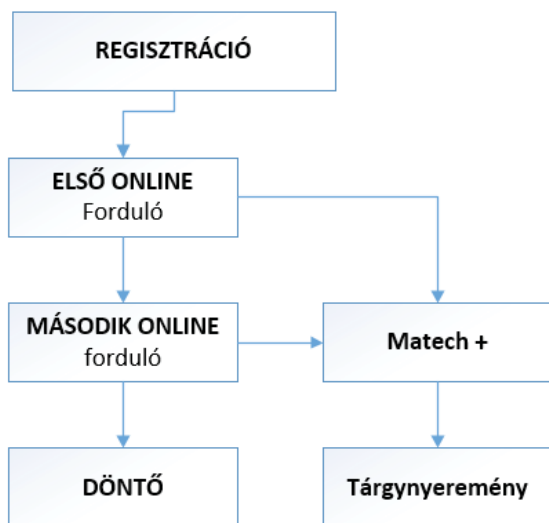 REGISZTRÁCIÓ
ELSŐ ONLINE
Forduló
MÁSODIK ONLINE
forduló
Matech +
DÖNTŐ
Tárgynyeremény